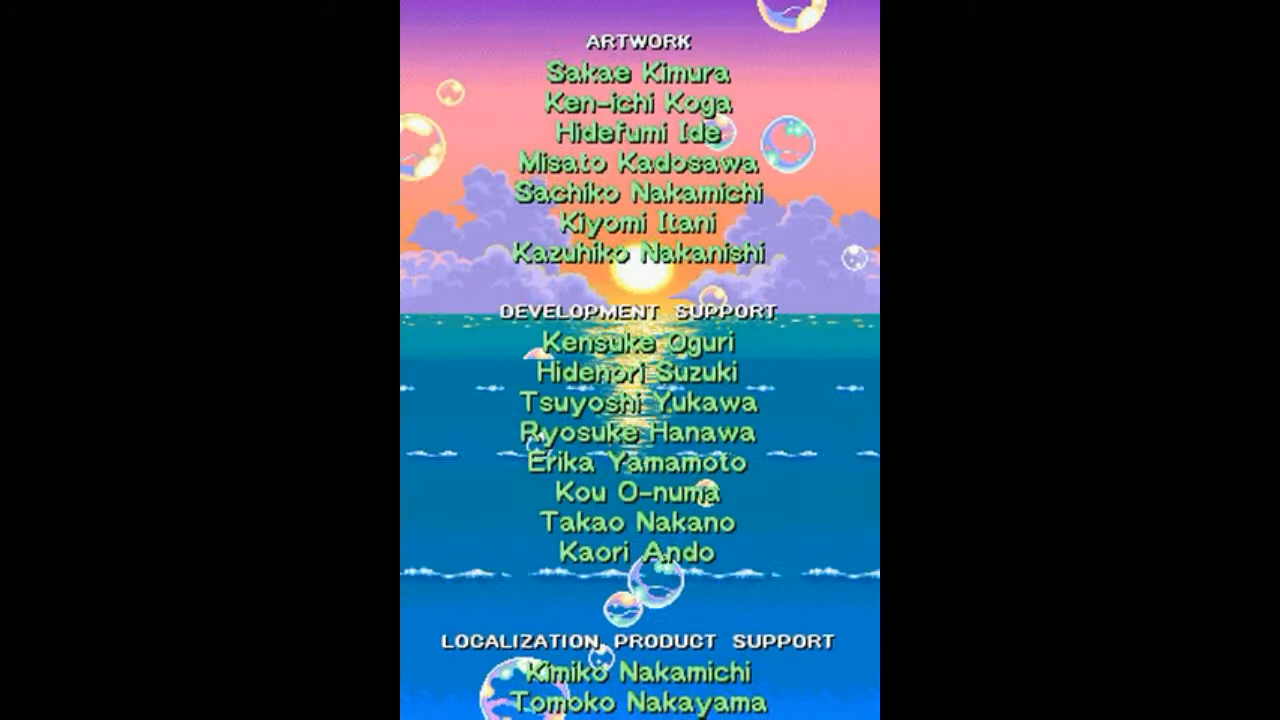 ARTWORK
Sakae Kimura
Ken-ichi Koga
Hidefumi Ide
Misato Kadosawa
Sachiko Nakamichi
Kiyomi Itani
Kazuhiko Nakanishi
DEVELOPMENT SUPPORT
Kensuke Oguri
Hidenori Suzuki
Tsuyoshi Yukawa
Ryosuke Hanawa
Erika Yamamoto
Kou O-numa
Takao Nakano
Kaori Ando
LOCALIZATION, PRODUCT SUPPORT
Kimiko Nakamichi
Tomoko Nakayama